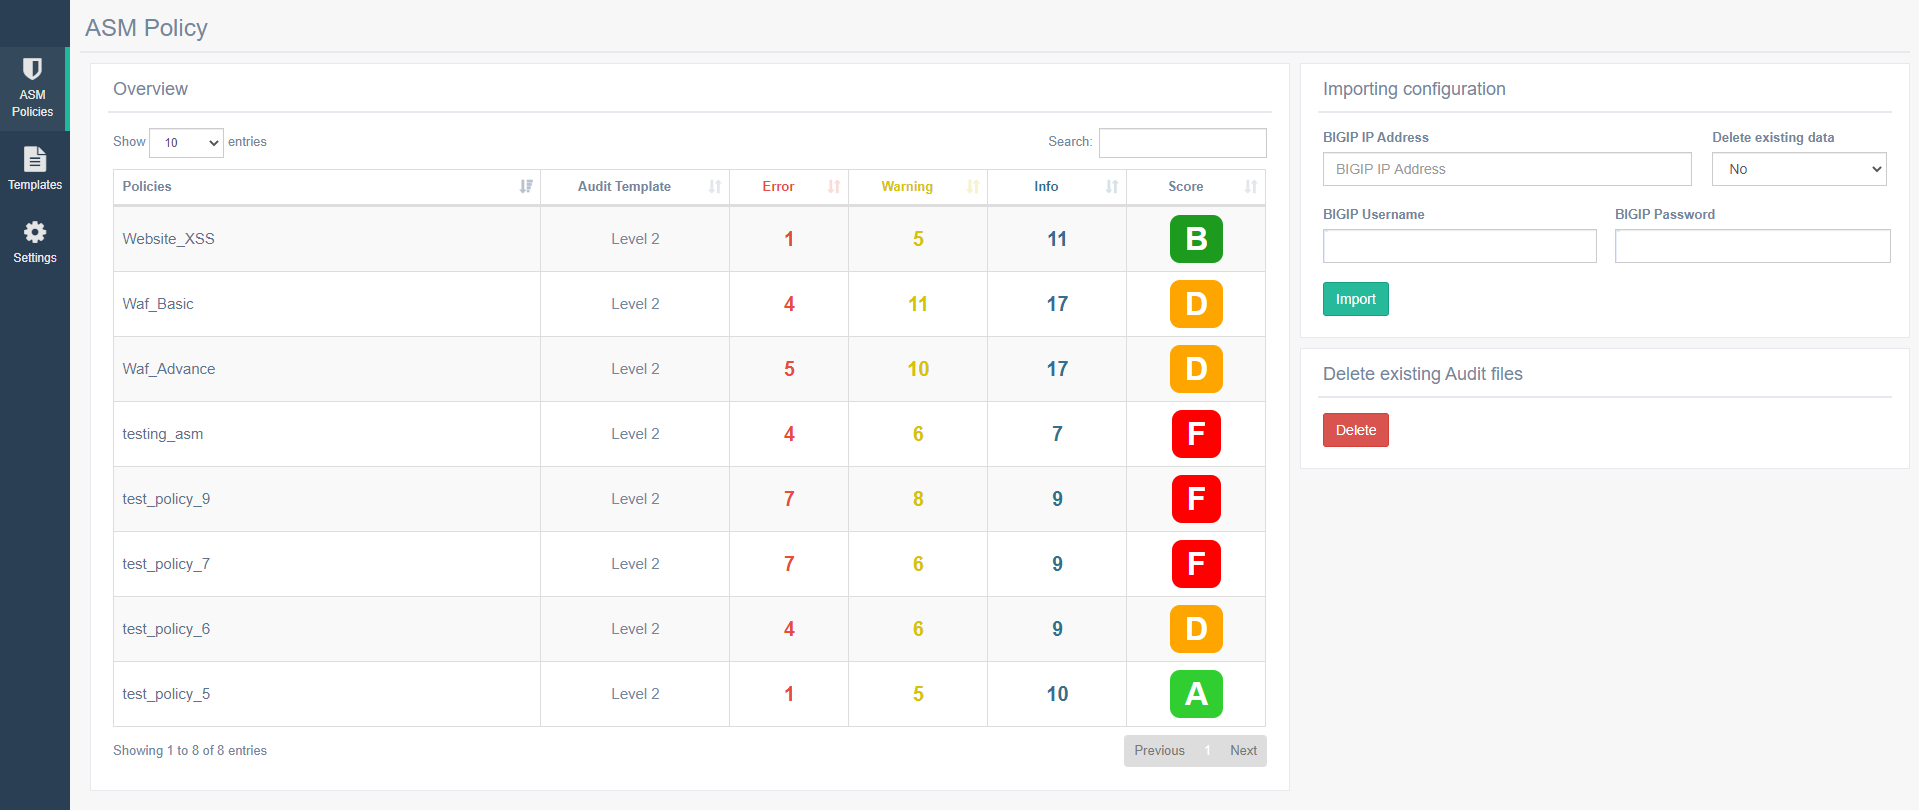 ASM Policy
ASM
Policies
Templates
Settings
Overview
Show 10 entries
Search:
Policies Audit Template Error Warning Info Score
Website_XSS Level 2 1 5 11 B
Waf_Basic Level 2 4 11 17 D
Waf_Advance Level 2 5 10 17 D
testing_asm Level 2 4 6 7 F
test_policy_9 Level 2 7 8 9 F
test_policy_7 Level 2 7 6 9 F
test_policy_6 Level 2 4 6 9 D
test_policy_5 Level 2 1 5 10 A
Showing 1 to 8 of 8 entries
Previous 1 Next
Importing configuration
BIGIP IP Address Delete existing data
BIGIP IP Address No
BIGIP Username BIGIP Password
Import
Delete existing Audit files
Delete